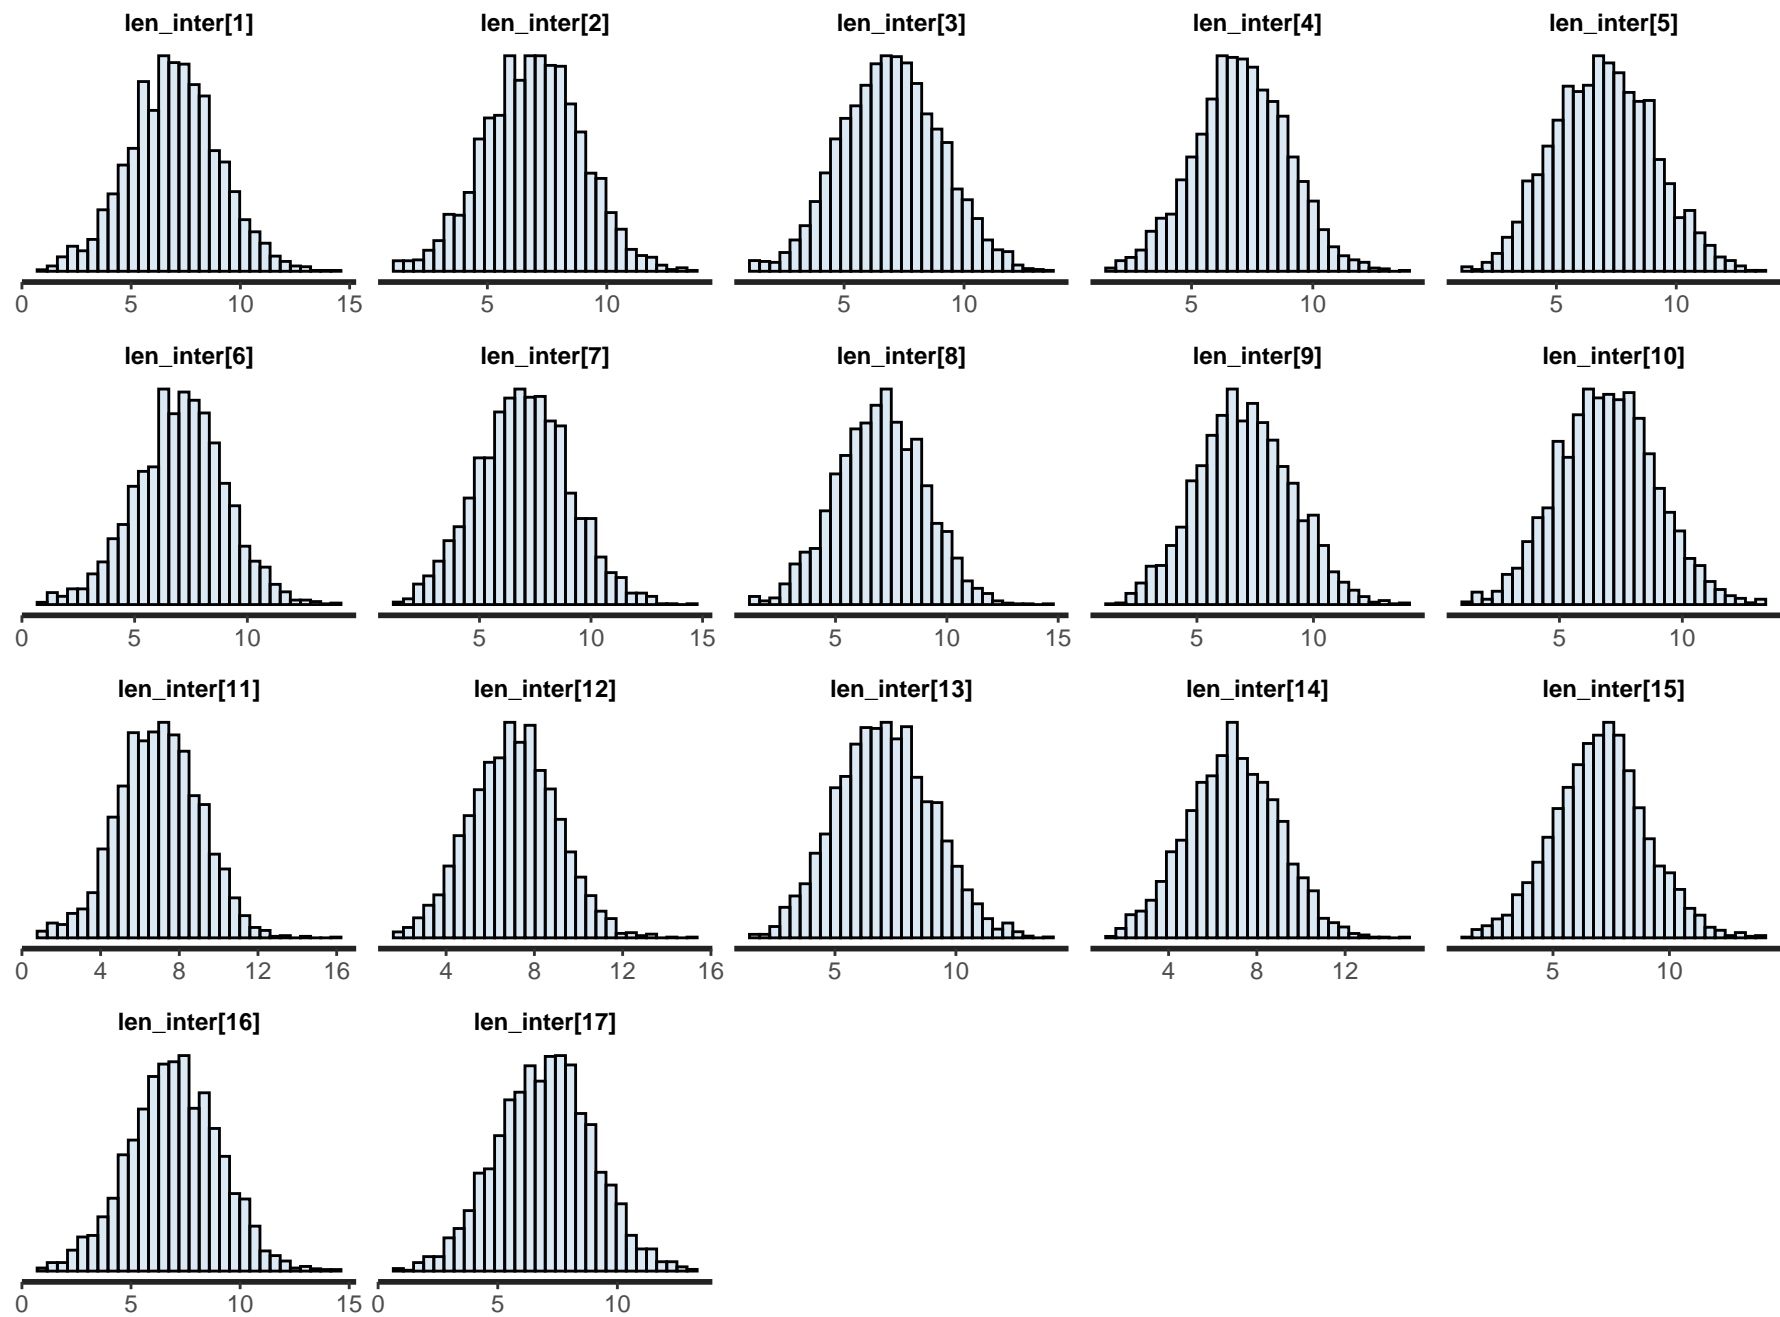 len_inter[1] len_inter[2] len_inter[3] len_inter[4] len_inter[5]
0 5 10 15 5 10 5 10 5 10 5 10
len_inter[6] len_inter[7] len_inter[8] len_inter[9] len_inter[10]
0 5 10 5 10 15 5 10 15 5 10 5 10
len_inter[11] len_inter[12] len_inter[13] len_inter[14] len_inter[15]
0 4 8 12 16 4 8 12 16 5 10 4 8 12 5 10
len_inter[16] len_inter[17]
0 5 10 15 0 5 10